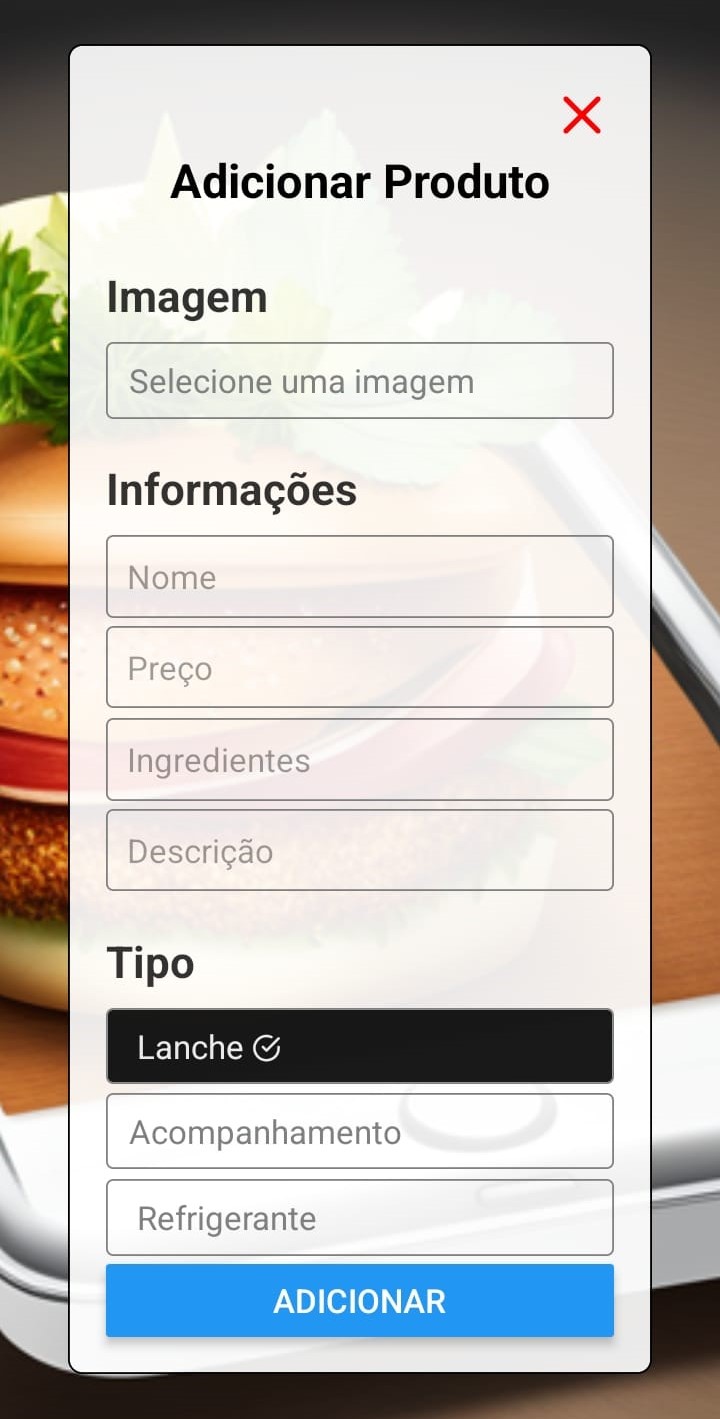 Adicionar Produto
Imagem
Selecione uma imagem
Informações
Nome
Preço
Ingredientes
Descrição
Tipo
Lanche
Acompanhamento
Refrigerante
ADICIONAR